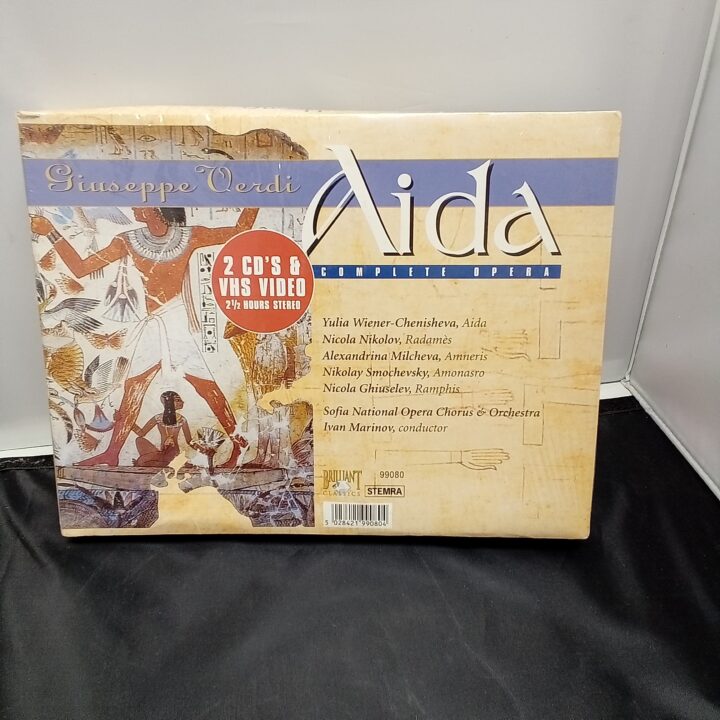 Giuseppe Verdi
Aida
COMPLETE OPERA
2 CD'S &
VHS VIDEO
2½ HOURS STEREO
Yulia Wiener-Chenisheva, Aida
Nicola Nikolov, Radamès
Alexandrina Milcheva, Amneris
Nikolay Smochevsky, Amonasro
Nicola Ghiuselev, Ramphis
Sofia National Opera Chorus & Orchestra
Ivan Marinov, conductor
BRILLIANT
CLASSICS
99080
STEMRA
5 028421 990804